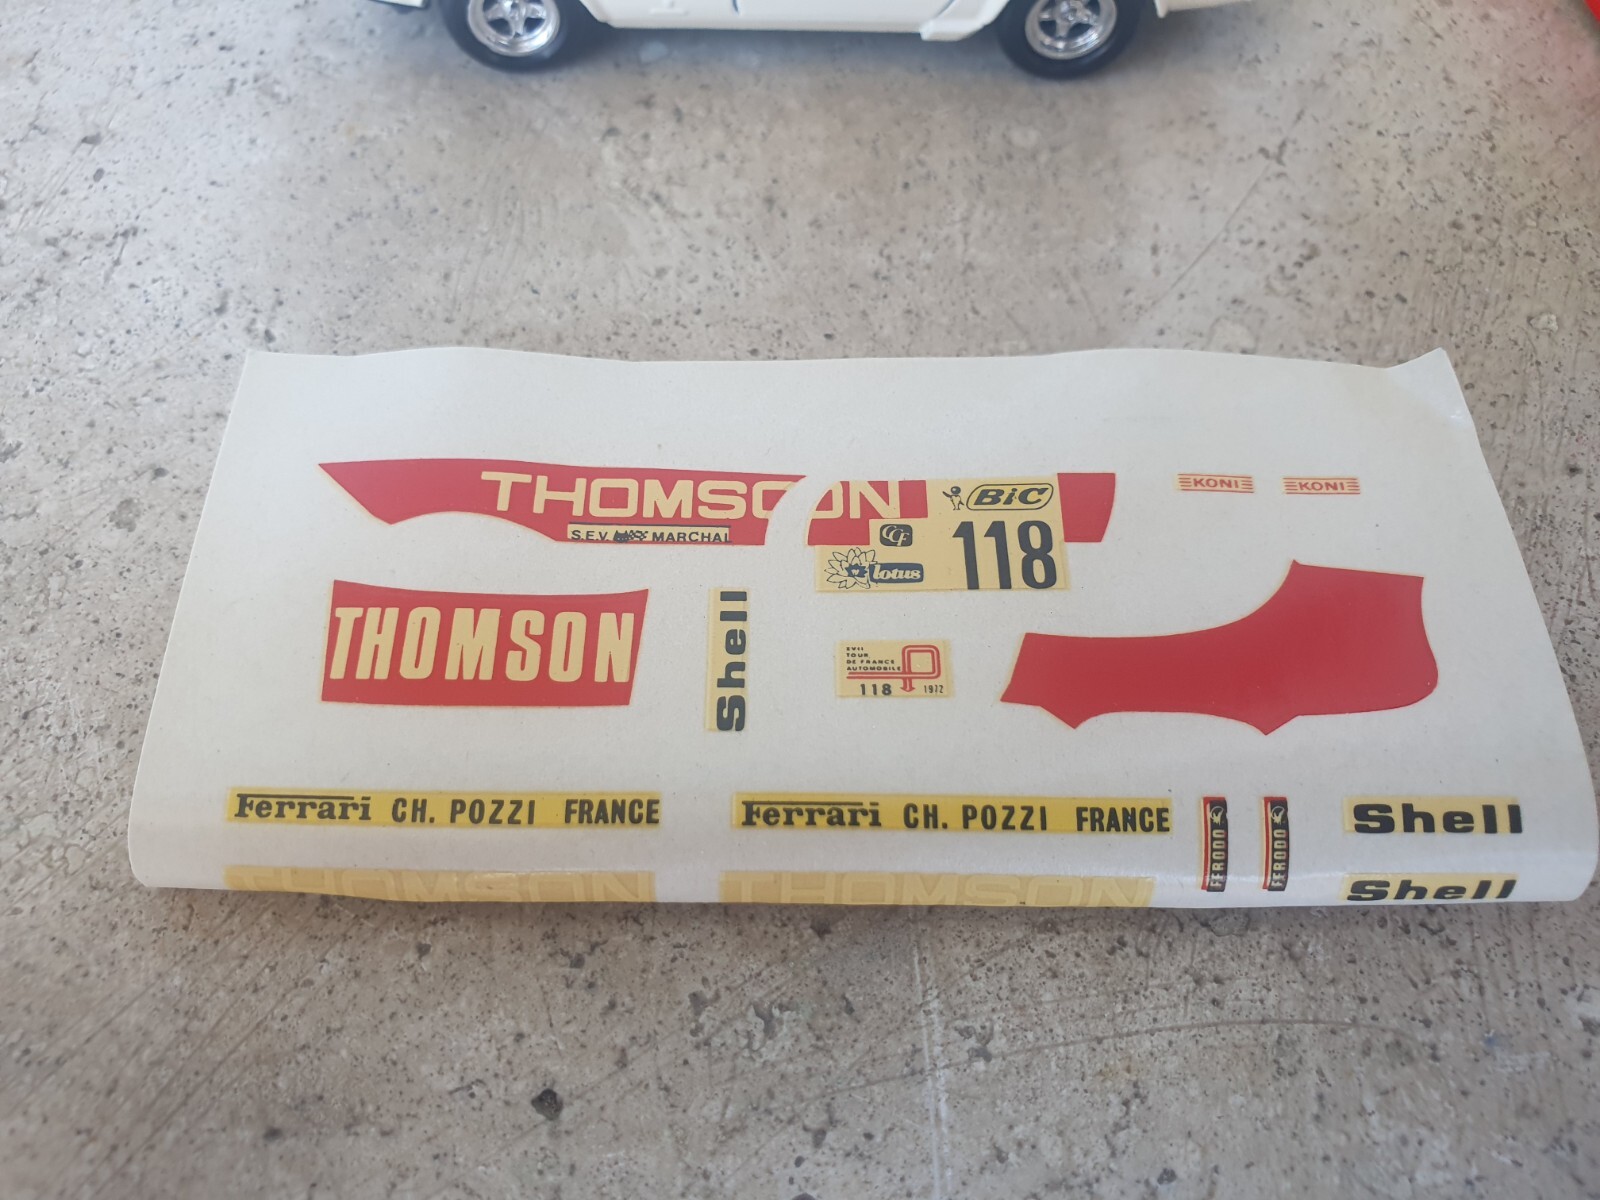 THOMSON
S.E.V. MARCHAL
BiC
CCF
118
lotus
KONI
KONI
THOMSON
Shell
XVII
TOUR
DE FRANCE
AUTOMOBILE
118 1972
Ferrari CH. POZZI FRANCE
Ferrari CH. POZZI FRANCE
FERODO
FERODO
Shell
THOMSON
THOMSON
Shell